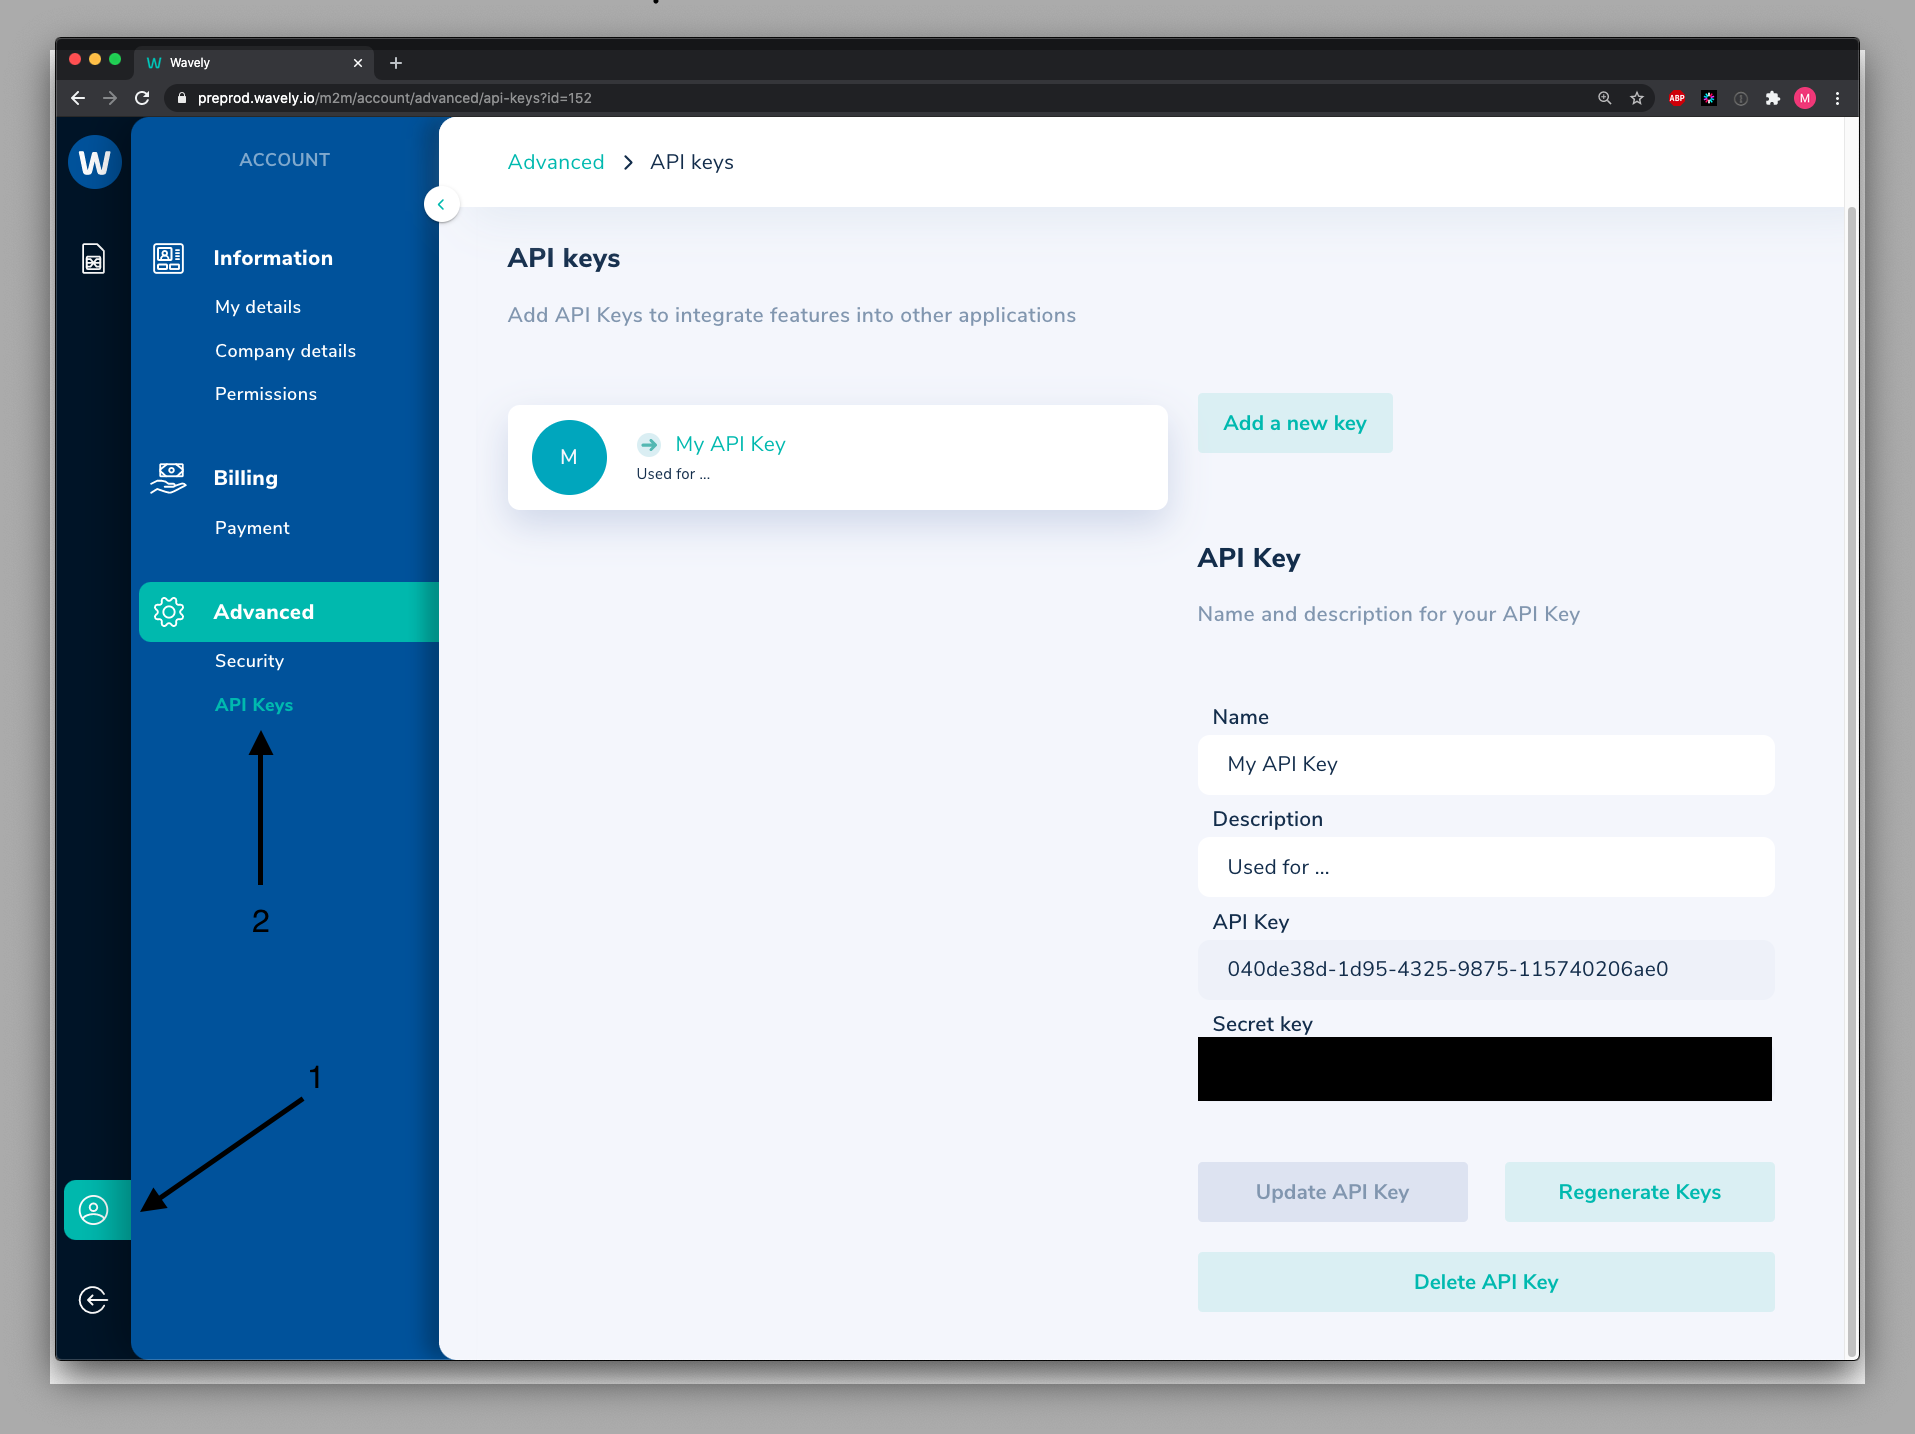 Wavely
preprod.wavely.io/m2m/account/advanced/api-keys?id=152
ABP
M
W
ACCOUNT
Information
My details
Company details
Permissions
Billing
Payment
Advanced
Security
API Keys
2
1
Advanced > API keys
API keys
Add API Keys to integrate features into other applications
M
My API Key
Used for ...
Add a new key
API Key
Name and description for your API Key
Name
My API Key
Description
Used for ...
API Key
040de38d-1d95-4325-9875-115740206ae0
Secret key
Update API Key
Regenerate Keys
Delete API Key